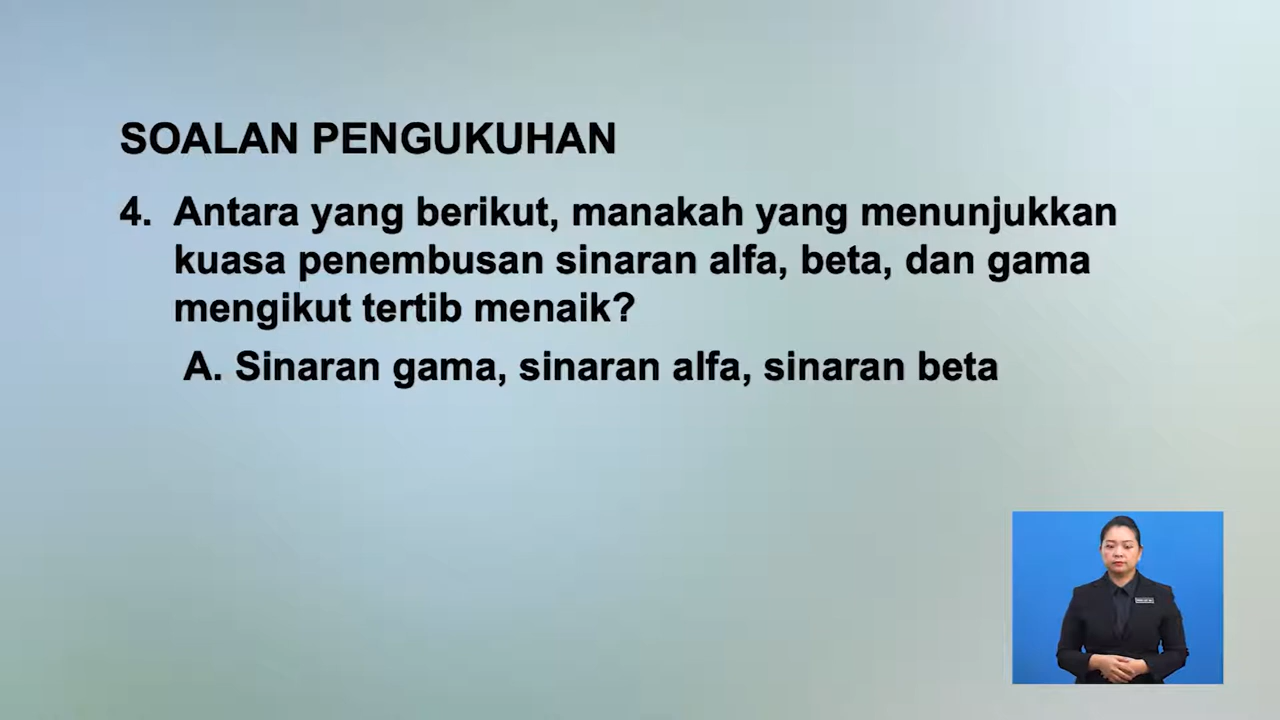 SOALAN PENGUKUHAN
4. Antara yang berikut, manakah yang menunjukkan
kuasa penembusan sinaran alfa, beta, dan gama
mengikut tertib menaik?
A. Sinaran gama, sinaran alfa, sinaran beta